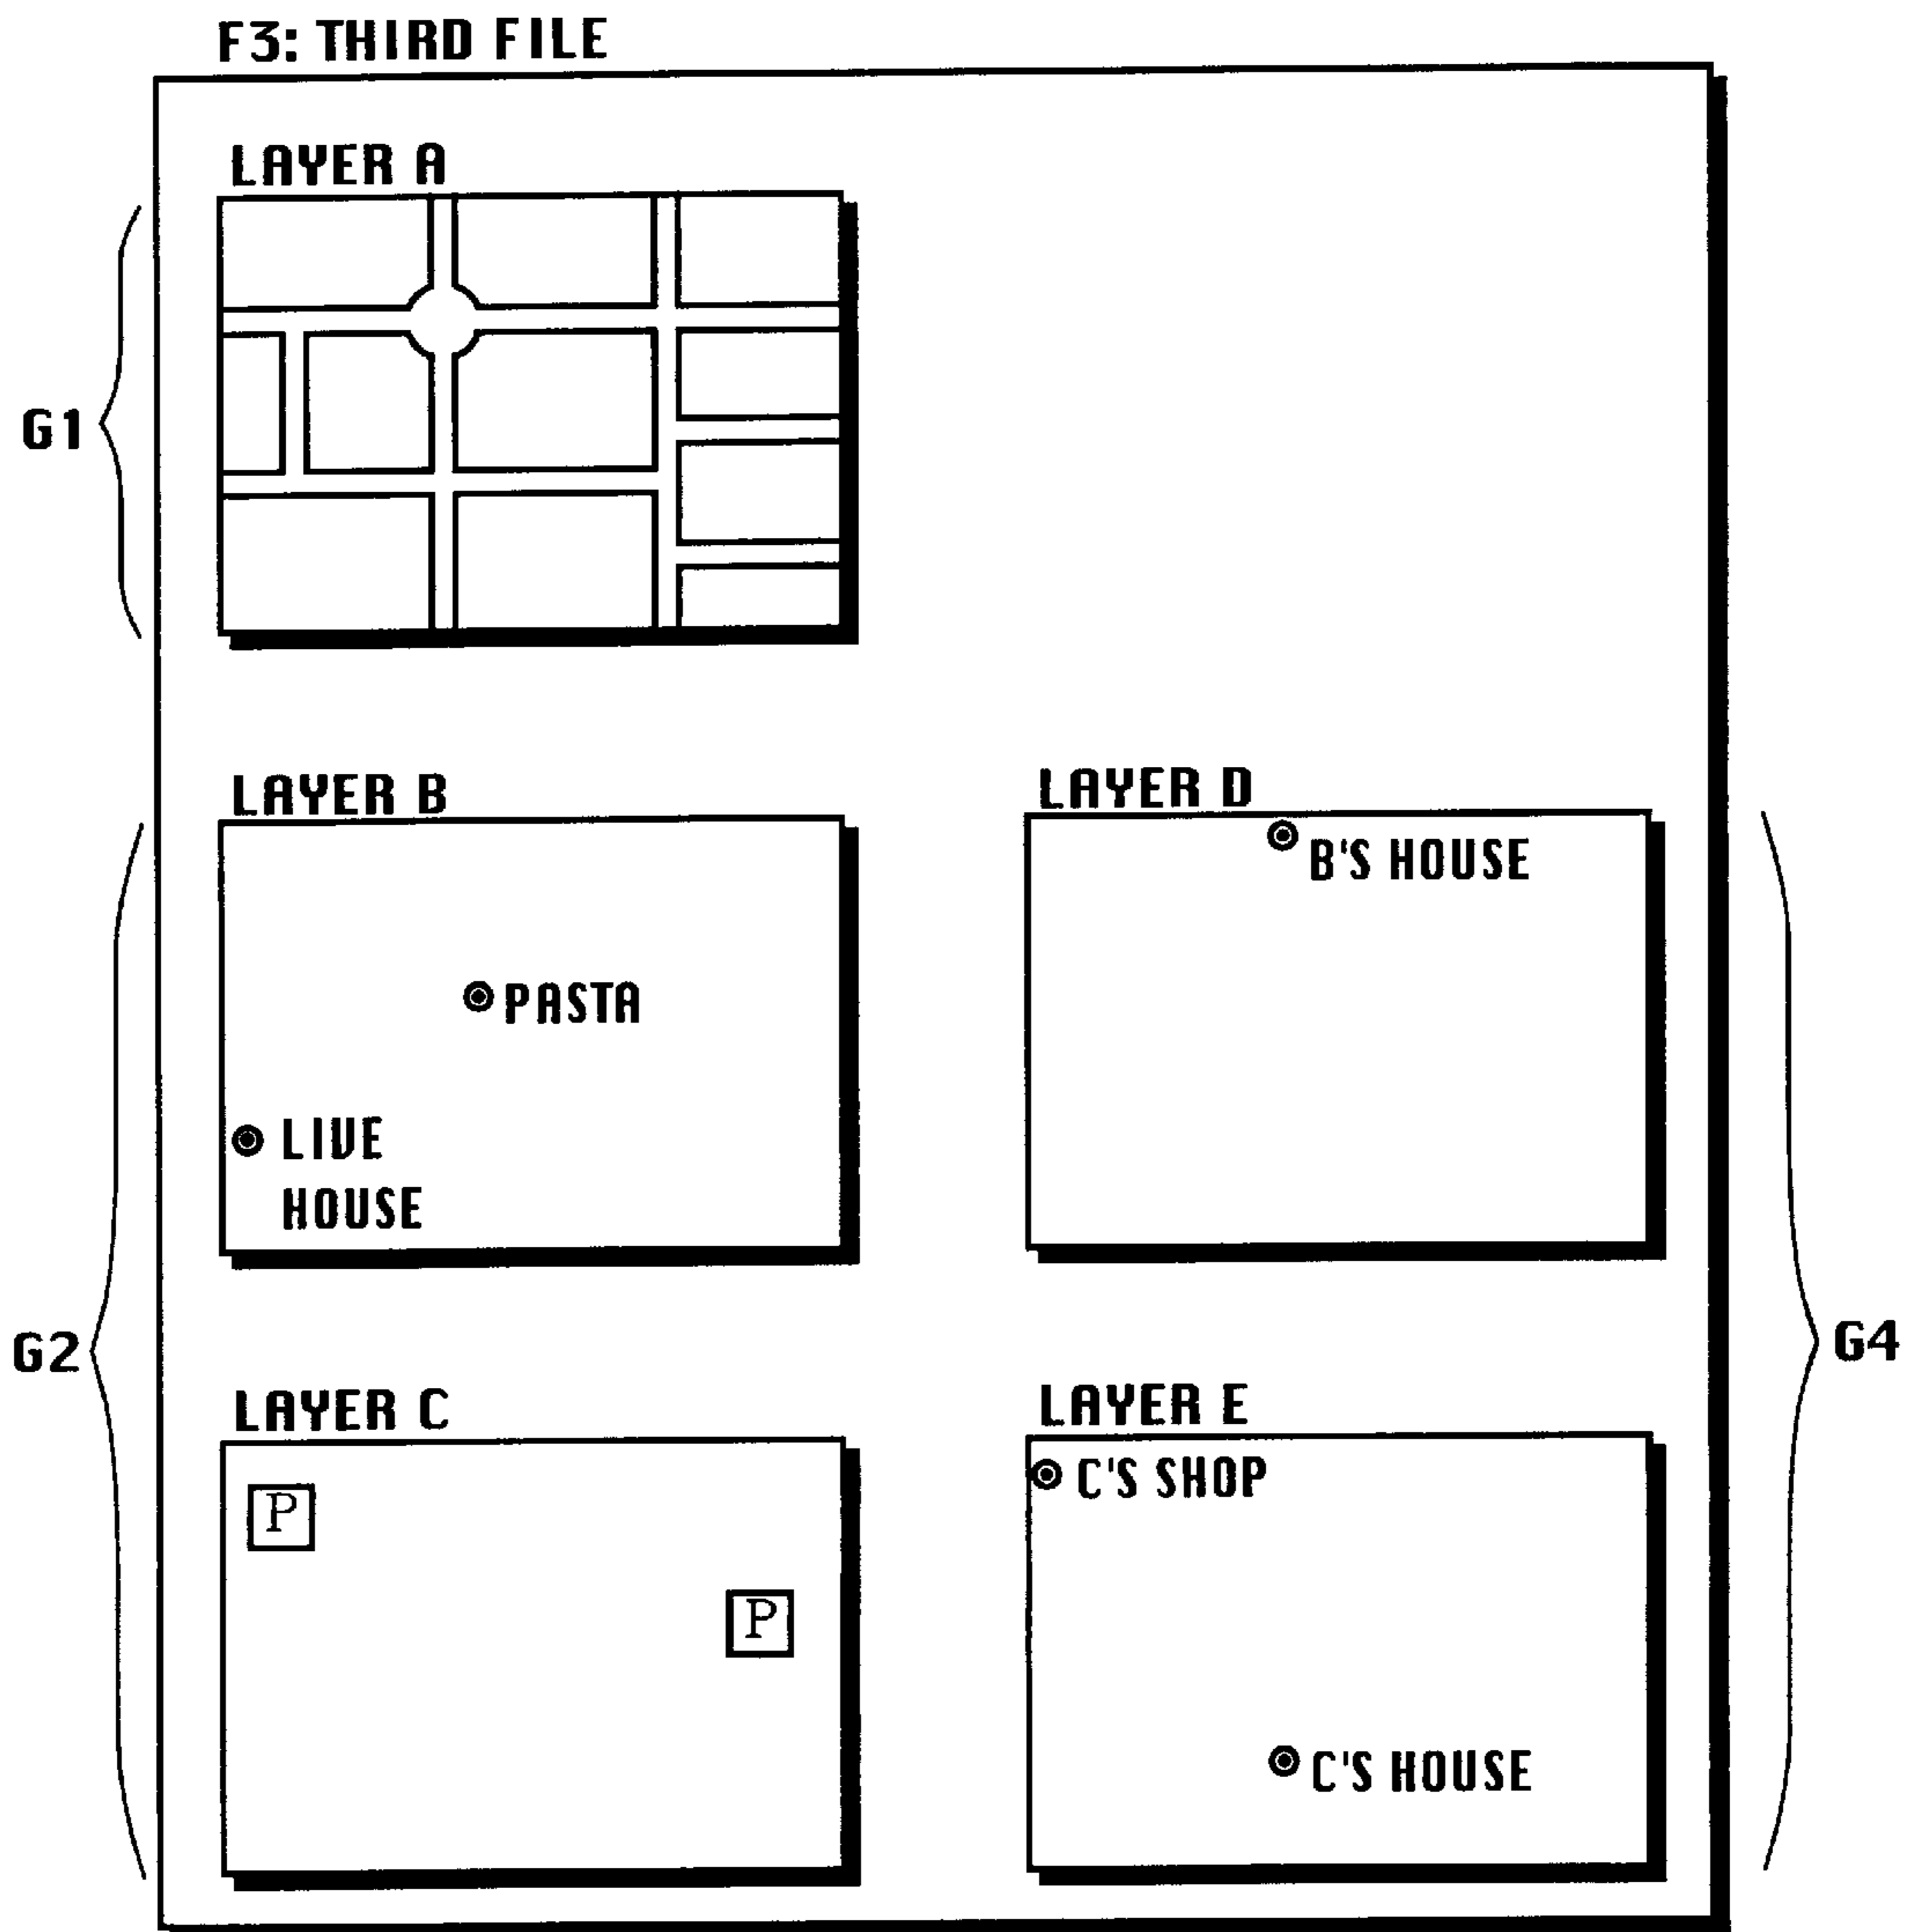 F3: THIRD FILE
LAYER A
G1
LAYER B
PASTA
LIVE
HOUSE
LAYER D
B'S HOUSE
G2
G4
LAYER C
P
P
LAYER E
C'S SHOP
C'S HOUSE